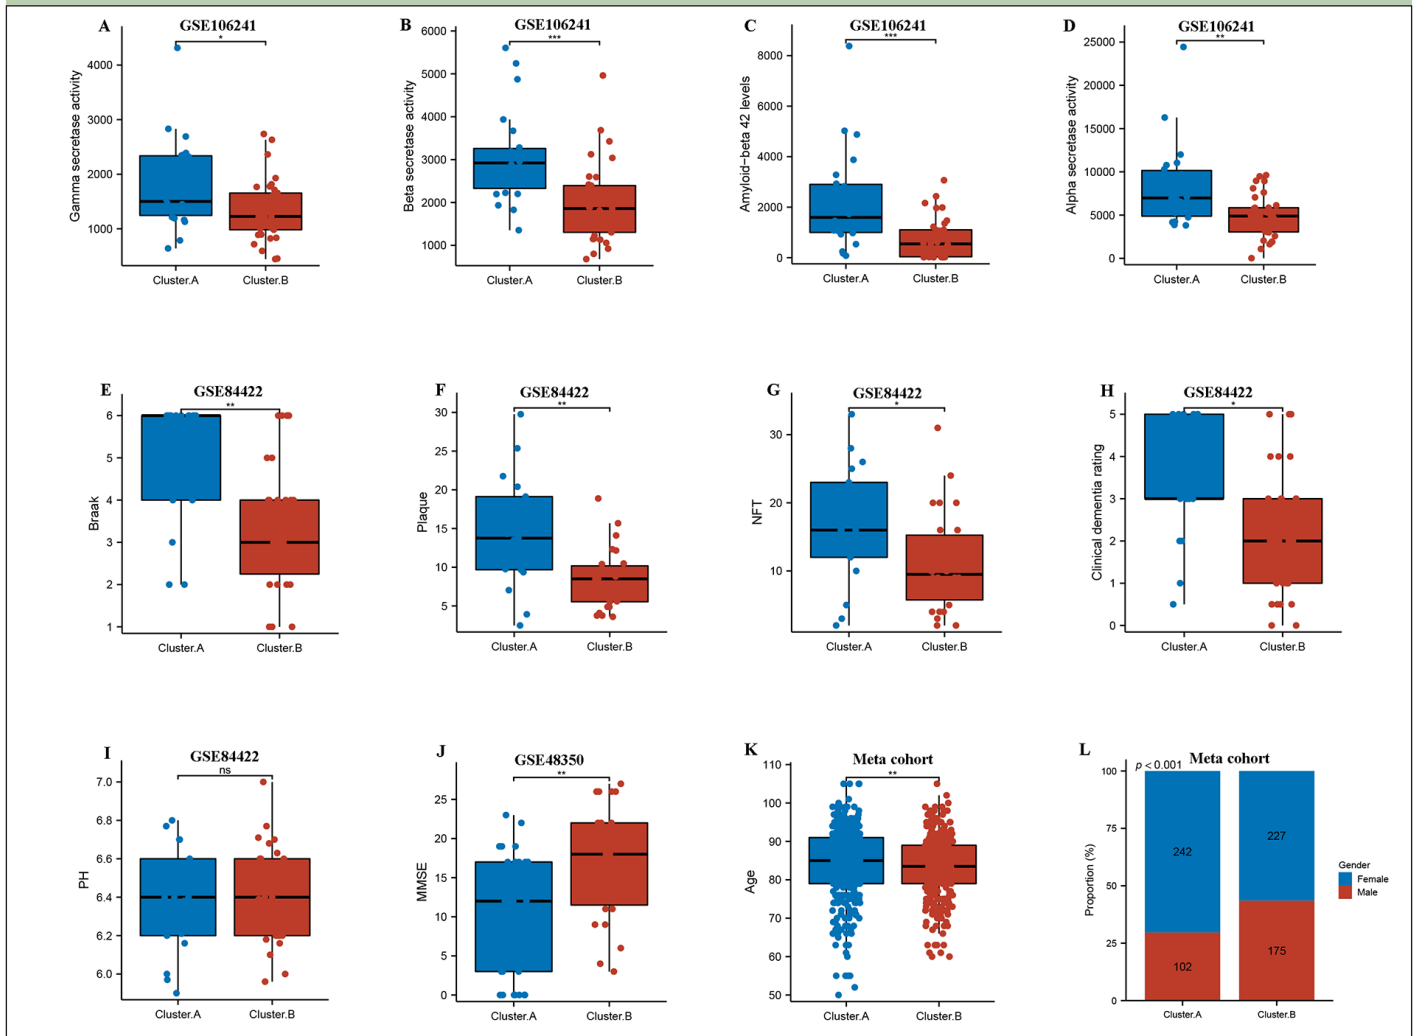 A
GSE106241
*
Gamma secretase activity
4000
3000
2000
1000
Cluster.A
Cluster.B
B
GSE106241
***
Beta secretase activity
6000
5000
4000
3000
2000
1000
Cluster.A
Cluster.B
C
GSE106241
***
Amyloid−beta 42 levels
8000
6000
4000
2000
0
Cluster.A
Cluster.B
D
GSE106241
**
Alpha secretase activity
25000
20000
15000
10000
5000
0
Cluster.A
Cluster.B
E
GSE84422
**
Braak
6
5
4
3
2
1
Cluster.A
Cluster.B
F
GSE84422
**
Plaque
30
25
20
15
10
5
Cluster.A
Cluster.B
G
GSE84422
*
NFT
30
20
10
Cluster.A
Cluster.B
H
GSE84422
*
Clinical dementia rating
5
4
3
2
1
0
Cluster.A
Cluster.B
I
GSE84422
ns
PH
7.0
6.8
6.6
6.4
6.2
6.0
Cluster.A
Cluster.B
J
GSE48350
**
MMSE
25
20
15
10
5
0
Cluster.A
Cluster.B
K
Meta cohort
**
Age
110
100
90
80
70
60
50
Cluster.A
Cluster.B
L
Meta cohort
p < 0.001
Proportion (%)
100
75
50
25
0
242
102
227
175
Cluster.A
Cluster.B
Gender
Female
Male